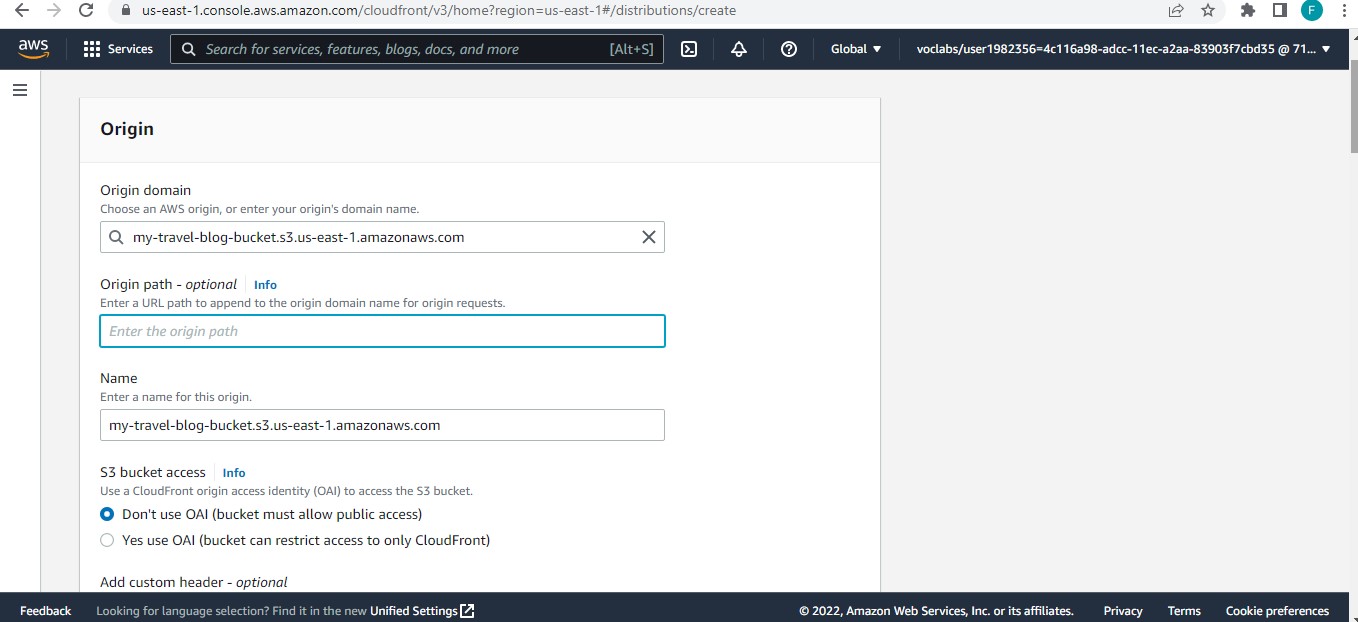 us-east-1.console.aws.amazon.com/cloudfront/v3/home?region=us-east-1#/distributions/create
F
aws
Services
Search for services, features, blogs, docs, and more
[Alt+S]
Global
voclabs/user1982356=4c116a98-adcc-11ec-a2aa-83903f7cbd35 @ 71...
Origin
Origin domain
Choose an AWS origin, or enter your origin's domain name.
my-travel-blog-bucket.s3.us-east-1.amazonaws.com
Origin path - optional
Info
Enter a URL path to append to the origin domain name for origin requests.
Enter the origin path
Name
Enter a name for this origin.
my-travel-blog-bucket.s3.us-east-1.amazonaws.com
S3 bucket access
Info
Use a CloudFront origin access identity (OAI) to access the S3 bucket.
Don't use OAI (bucket must allow public access)
Yes use OAI (bucket can restrict access to only CloudFront)
Add custom header - optional
Feedback
Looking for language selection? Find it in the new Unified Settings
© 2022, Amazon Web Services, Inc. or its affiliates.
Privacy
Terms
Cookie preferences